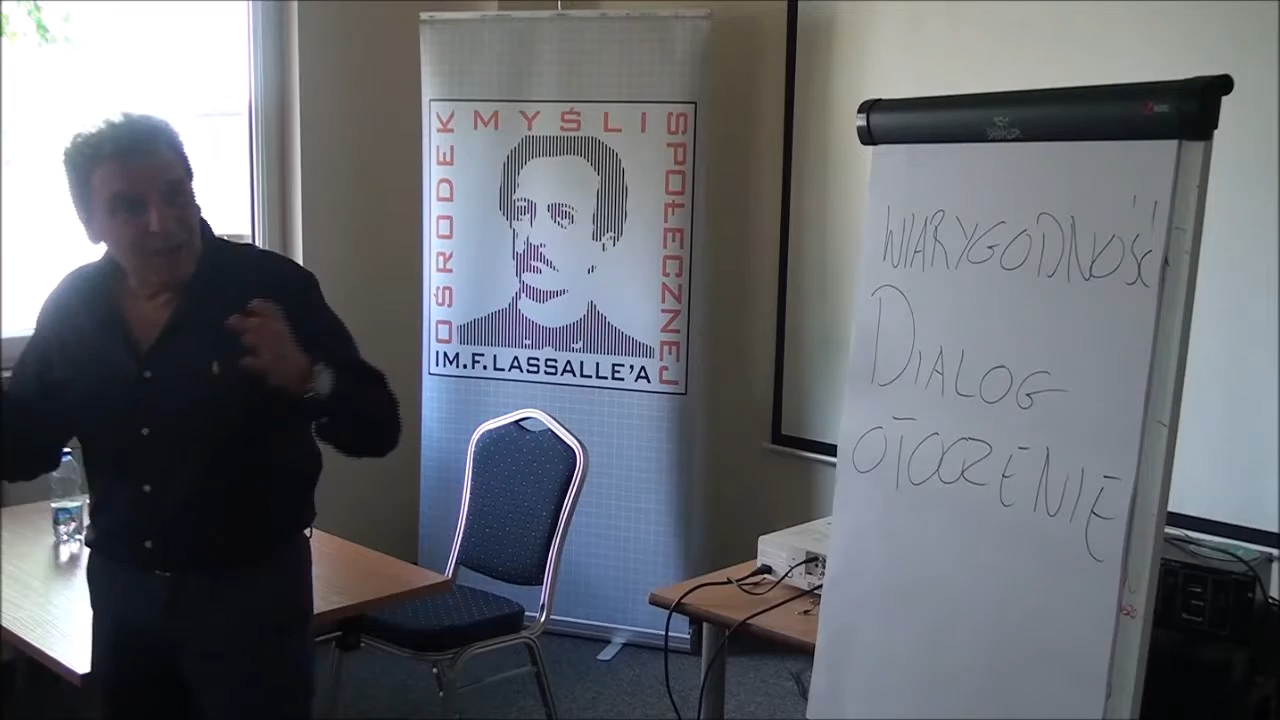 OŚRODEK MYŚLI SPOŁECZNEJ
IM. F. LASSALLE'A
WIARYGODNOŚĆ
DIALOG
OTOCZENIE